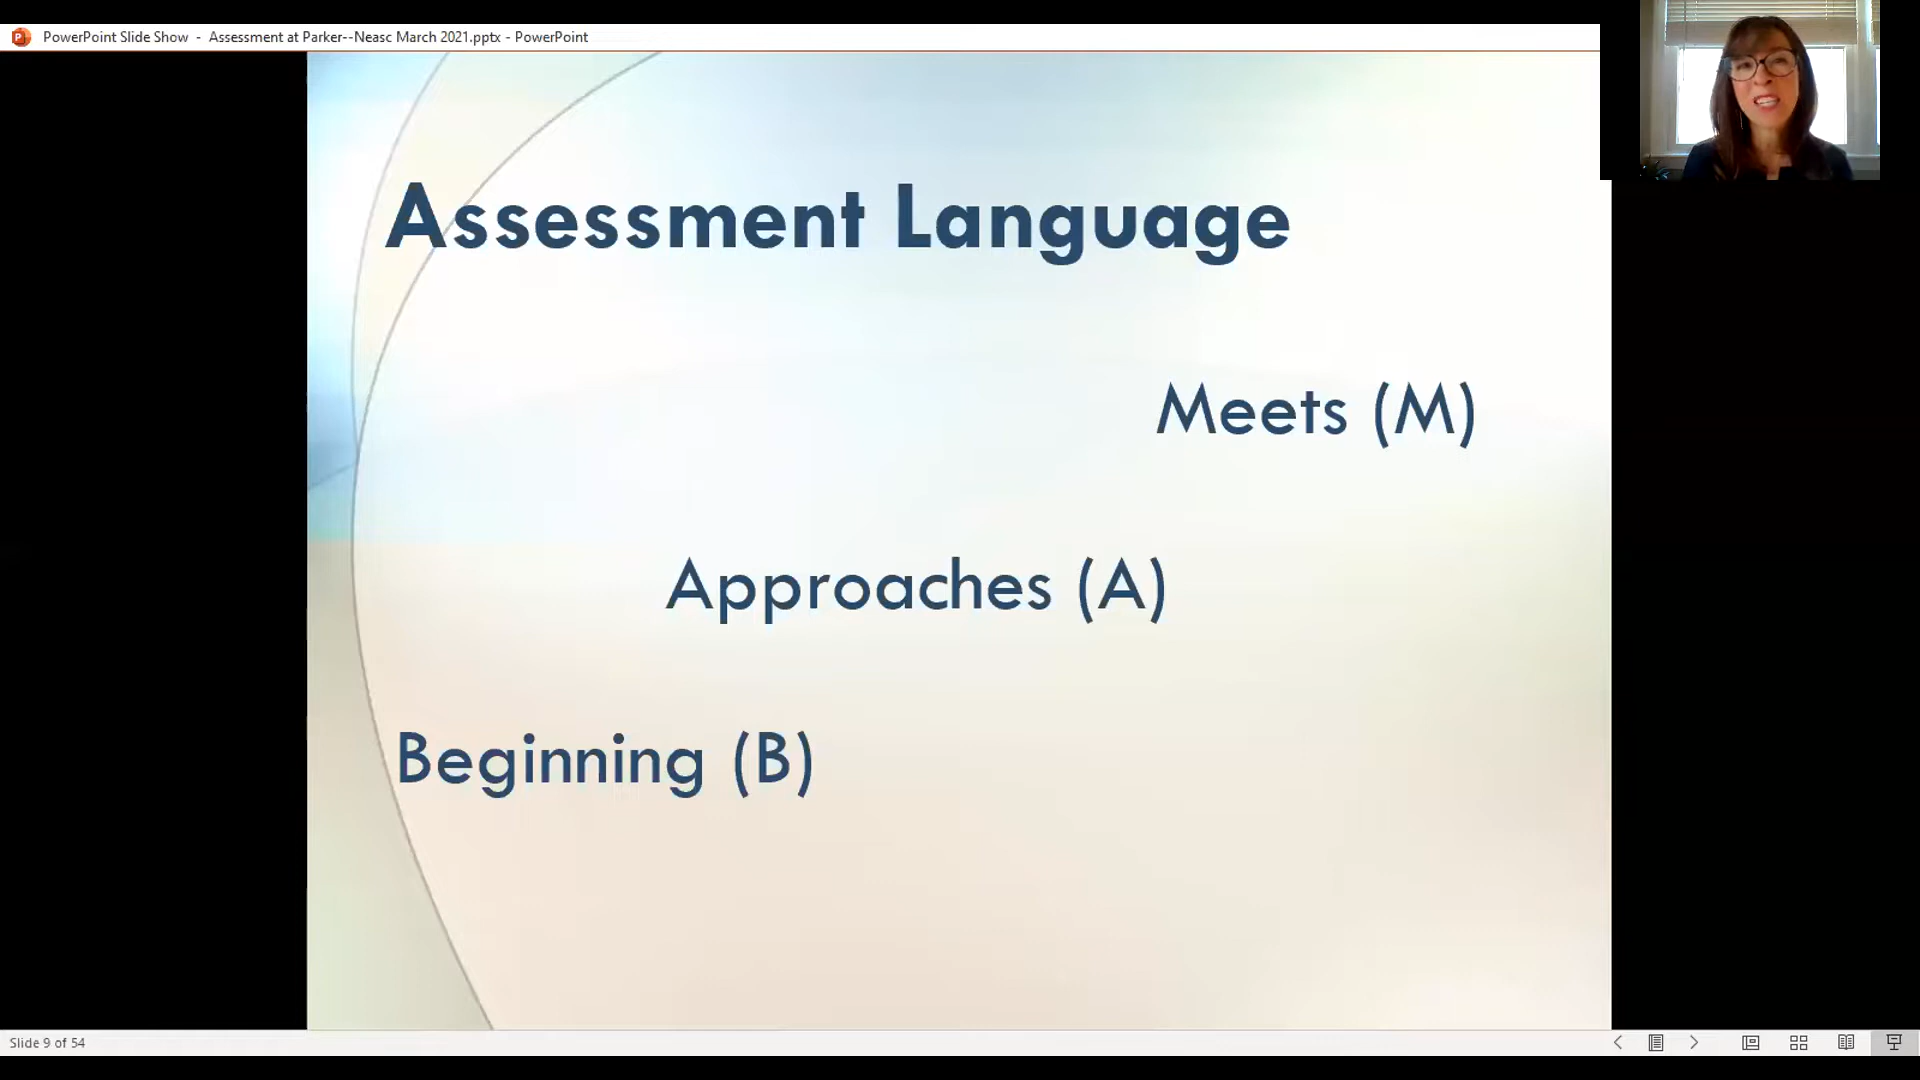 PowerPoint Slide Show - Assessment at Parker--Neasc March 2021.pptx - PowerPoint
Assessment Language
Meets (M)
Approaches (A)
Beginning (B)
Slide 9 of 54